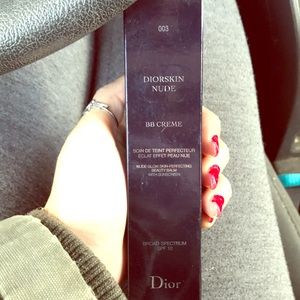 003
DIORSKIN
NUDE
BB CREME
SOIN DE TEINT PERFECTEUR
ECLAT EFFET PEAU NUE
NUDE GLOW SKIN-PERFECTING
BEAUTY BALM
WITH SUNSCREEN
BROAD SPECTRUM
SPF 10
Dior